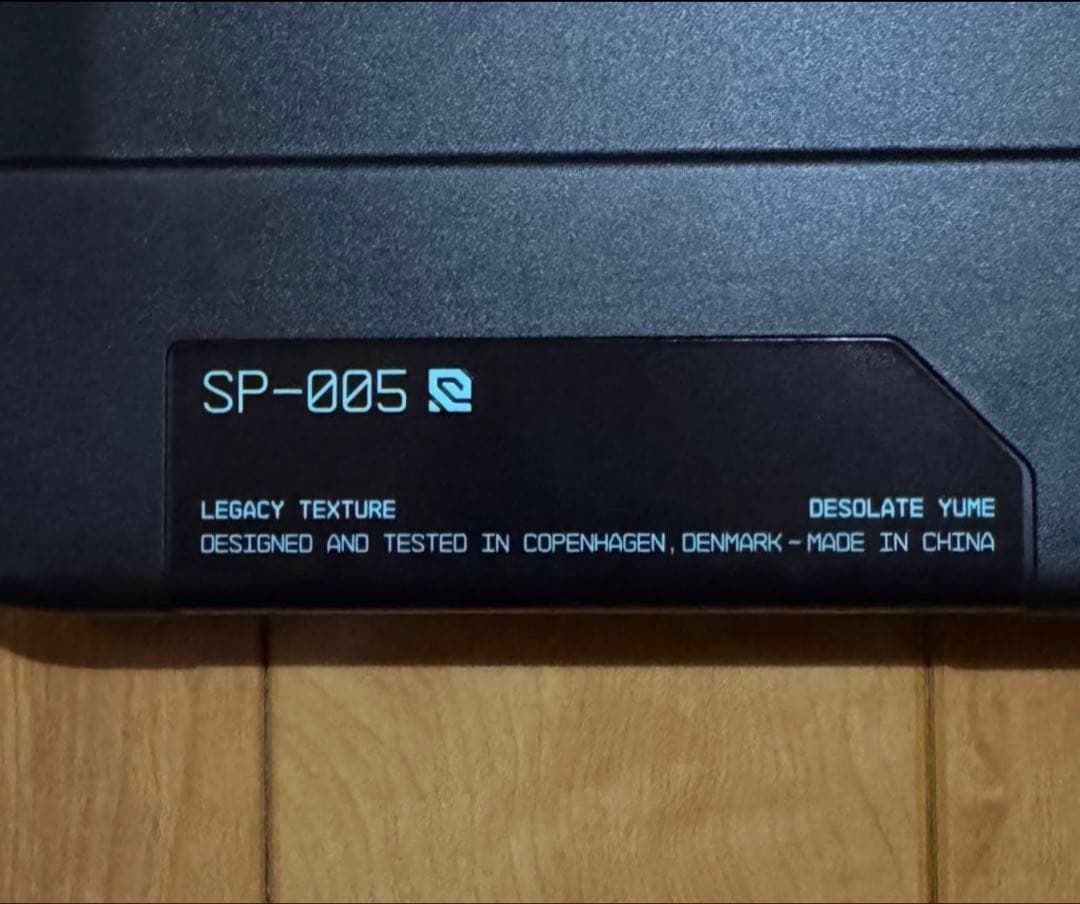 SP-005
LEGACY TEXTURE DESOLATE YUME
DESIGNED AND TESTED IN COPENHAGEN, DENMARK - MADE IN CHINA